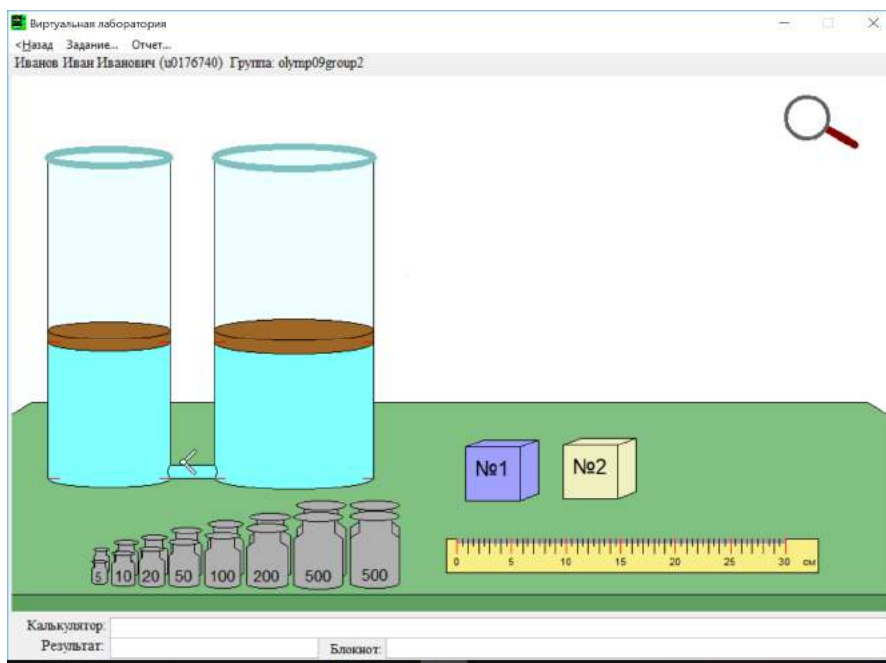 Виртуальная лаборатория
<Назад Задание... Отчет...
Иванов Иван Иванович (u0176740) Группа: olymp09group2
№1 №2
5 10 20 50 100 200 500 500
0 5 10 15 20 25 30 см
Калькулятор:
Результат: Блокнот: